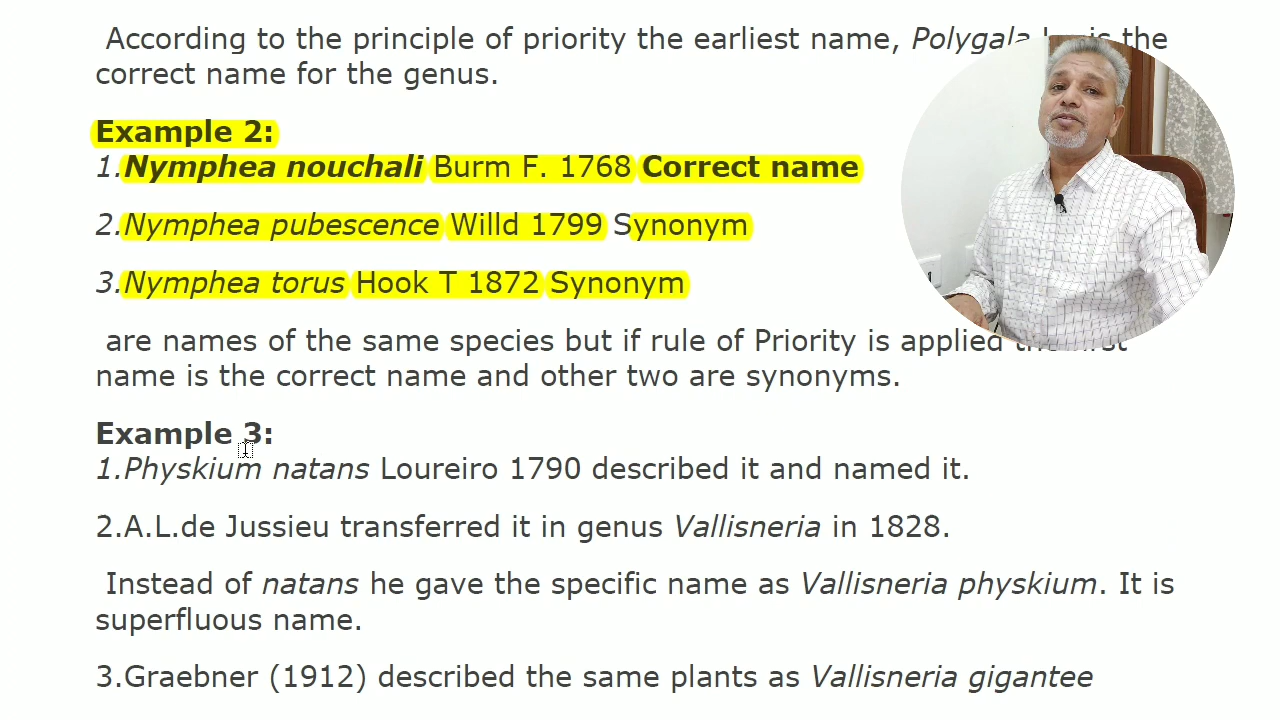 According to the principle of priority the earliest name, Polygala is the
correct name for the genus.
Example 2:
1.Nymphea nouchali Burm F. 1768 Correct name
2.Nymphea pubescence Willd 1799 Synonym
3.Nymphea torus Hook T 1872 Synonym
are names of the same species but if rule of Priority is applied the first
name is the correct name and other two are synonyms.
Example 3:
1.Physkium natans Loureiro 1790 described it and named it.
2.A.L.de Jussieu transferred it in genus Vallisneria in 1828.
Instead of natans he gave the specific name as Vallisneria physkium. It is
superfluous name.
3.Graebner (1912) described the same plants as Vallisneria gigantee